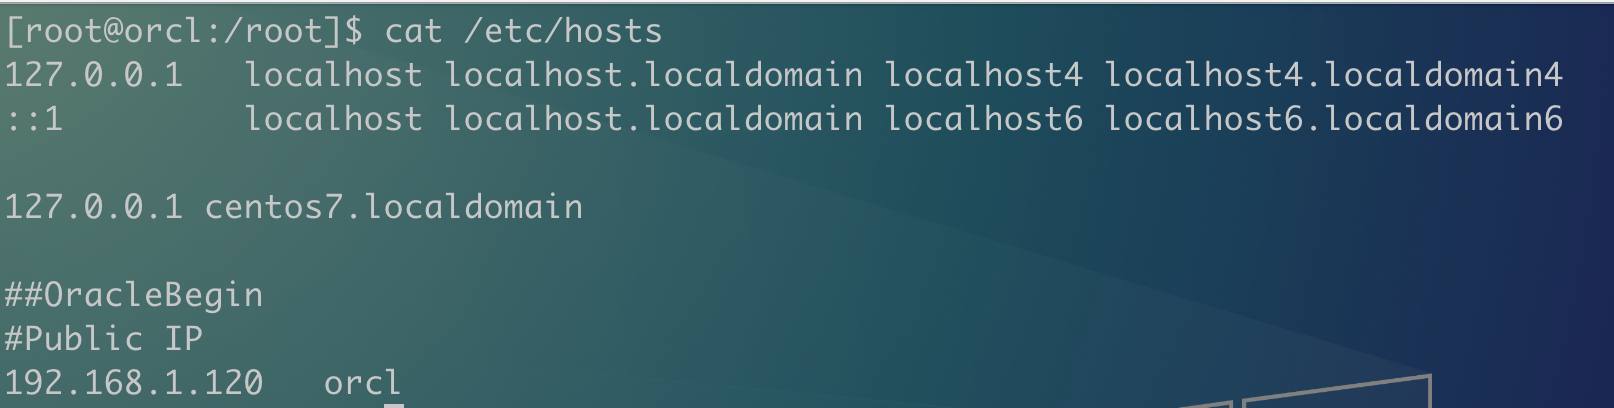 [root@orcl:/root]$ cat /etc/hosts
127.0.0.1   localhost localhost.localdomain localhost4 localhost4.localdomain4
::1         localhost localhost.localdomain localhost6 localhost6.localdomain6

127.0.0.1 centos7.localdomain

##OracleBegin
#Public IP
192.168.1.120   orcl